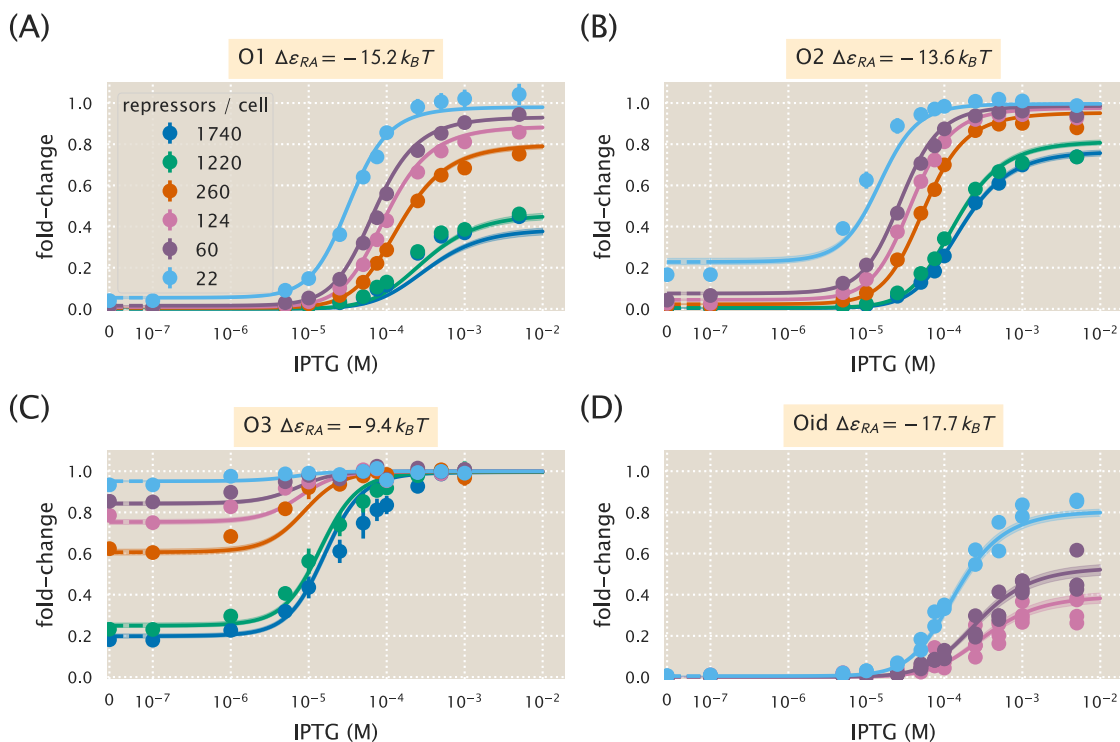 (A)
O1 Δε_RA = −15.2 k_BT
fold−change
1.0
0.8
0.6
0.4
0.2
0.0
repressors / cell
1740
1220
260
124
60
22
0 10⁻⁷ 10⁻⁶ 10⁻⁵ 10⁻⁴ 10⁻³ 10⁻²
IPTG (M)
(B)
O2 Δε_RA = −13.6 k_BT
fold−change
1.0
0.8
0.6
0.4
0.2
0.0
0 10⁻⁷ 10⁻⁶ 10⁻⁵ 10⁻⁴ 10⁻³ 10⁻²
IPTG (M)
(C)
O3 Δε_RA = −9.4 k_BT
fold−change
1.0
0.8
0.6
0.4
0.2
0.0
0 10⁻⁷ 10⁻⁶ 10⁻⁵ 10⁻⁴ 10⁻³ 10⁻²
IPTG (M)
(D)
Oid Δε_RA = −17.7 k_BT
fold−change
1.0
0.8
0.6
0.4
0.2
0.0
0 10⁻⁷ 10⁻⁶ 10⁻⁵ 10⁻⁴ 10⁻³ 10⁻²
IPTG (M)